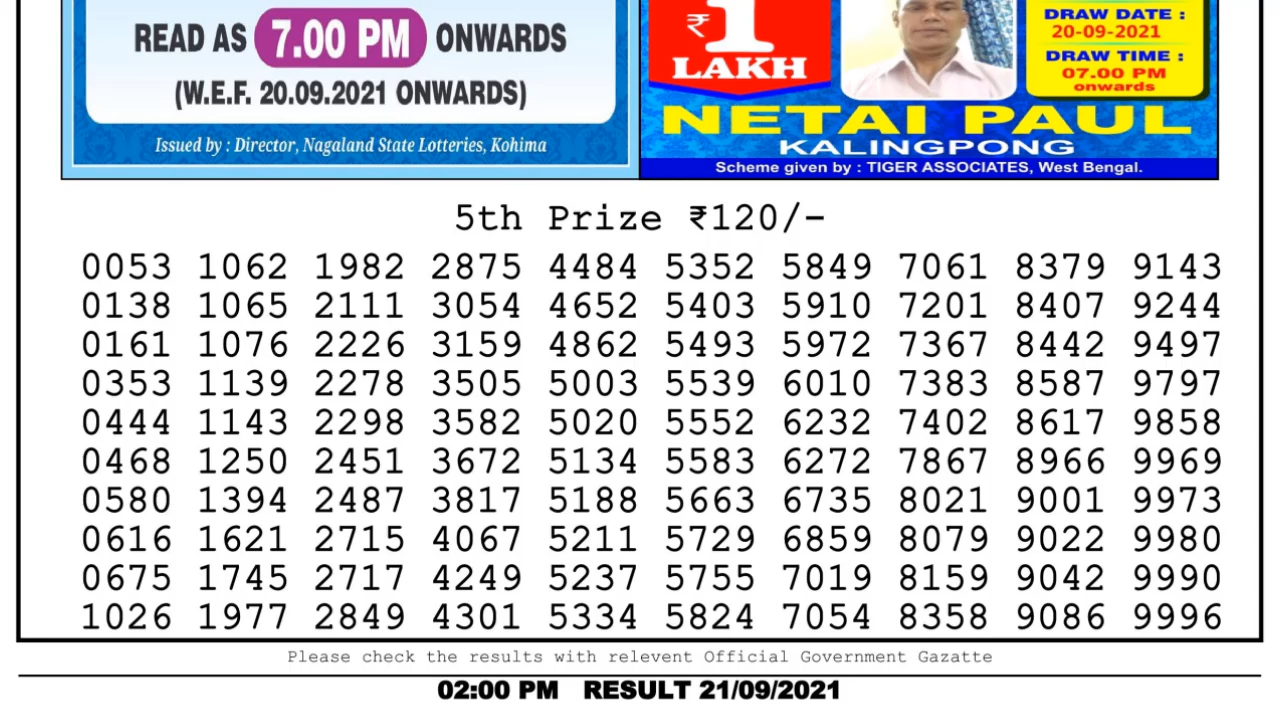 READ AS 7.00 PM ONWARDS
(W.E.F. 20.09.2021 ONWARDS)
Issued by : Director, Nagaland State Lotteries, Kohima
₹1
LAKH
DRAW DATE :
20-09-2021
DRAW TIME :
07.00 PM
onwards
NETAI PAUL
KALINGPONG
Scheme given by : TIGER ASSOCIATES, West Bengal.
5th Prize ₹120/-
0053 1062 1982 2875 4484 5352 5849 7061 8379 9143
0138 1065 2111 3054 4652 5403 5910 7201 8407 9244
0161 1076 2226 3159 4862 5493 5972 7367 8442 9497
0353 1139 2278 3505 5003 5539 6010 7383 8587 9797
0444 1143 2298 3582 5020 5552 6232 7402 8617 9858
0468 1250 2451 3672 5134 5583 6272 7867 8966 9969
0580 1394 2487 3817 5188 5663 6735 8021 9001 9973
0616 1621 2715 4067 5211 5729 6859 8079 9022 9980
0675 1745 2717 4249 5237 5755 7019 8159 9042 9990
1026 1977 2849 4301 5334 5824 7054 8358 9086 9996
Please check the results with relevent Official Government Gazatte
02:00 PM RESULT 21/09/2021